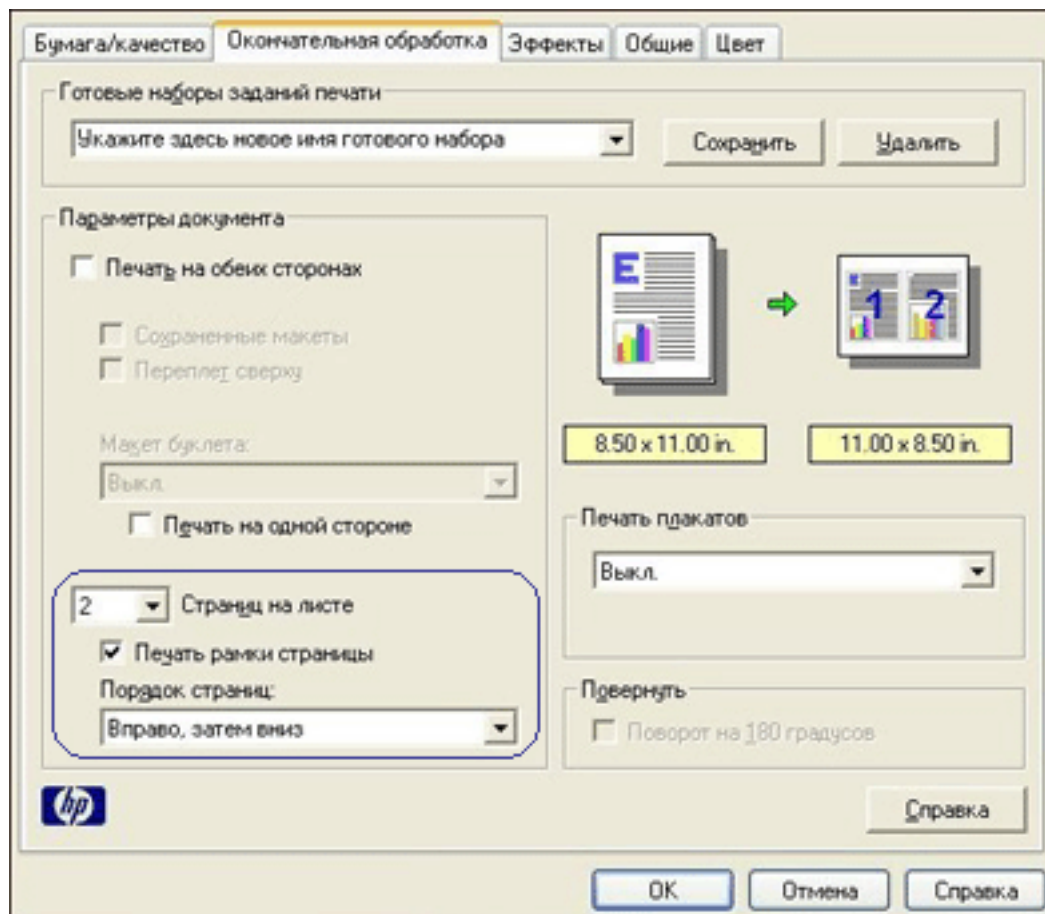 Бумага/качество Окончательная обработка Эффекты Общие Цвет
Готовые наборы заданий печати
Укажите здесь новое имя готового набора Сохранить Удалить
Параметры документа
Печать на обеих сторонах
Сохраненные макеты
Переплет сверху
Макет буклета:
Выкл.
Печать на одной стороне
2 Страниц на листе
Печать рамки страницы
Порядок страниц:
Вправо, затем вниз
E
1 2
8.50 x 11.00 in. 11.00 x 8.50 in.
Печать плакатов
Выкл.
Повернуть
Поворот на 180 градусов
hp
Справка
OK Отмена Справка